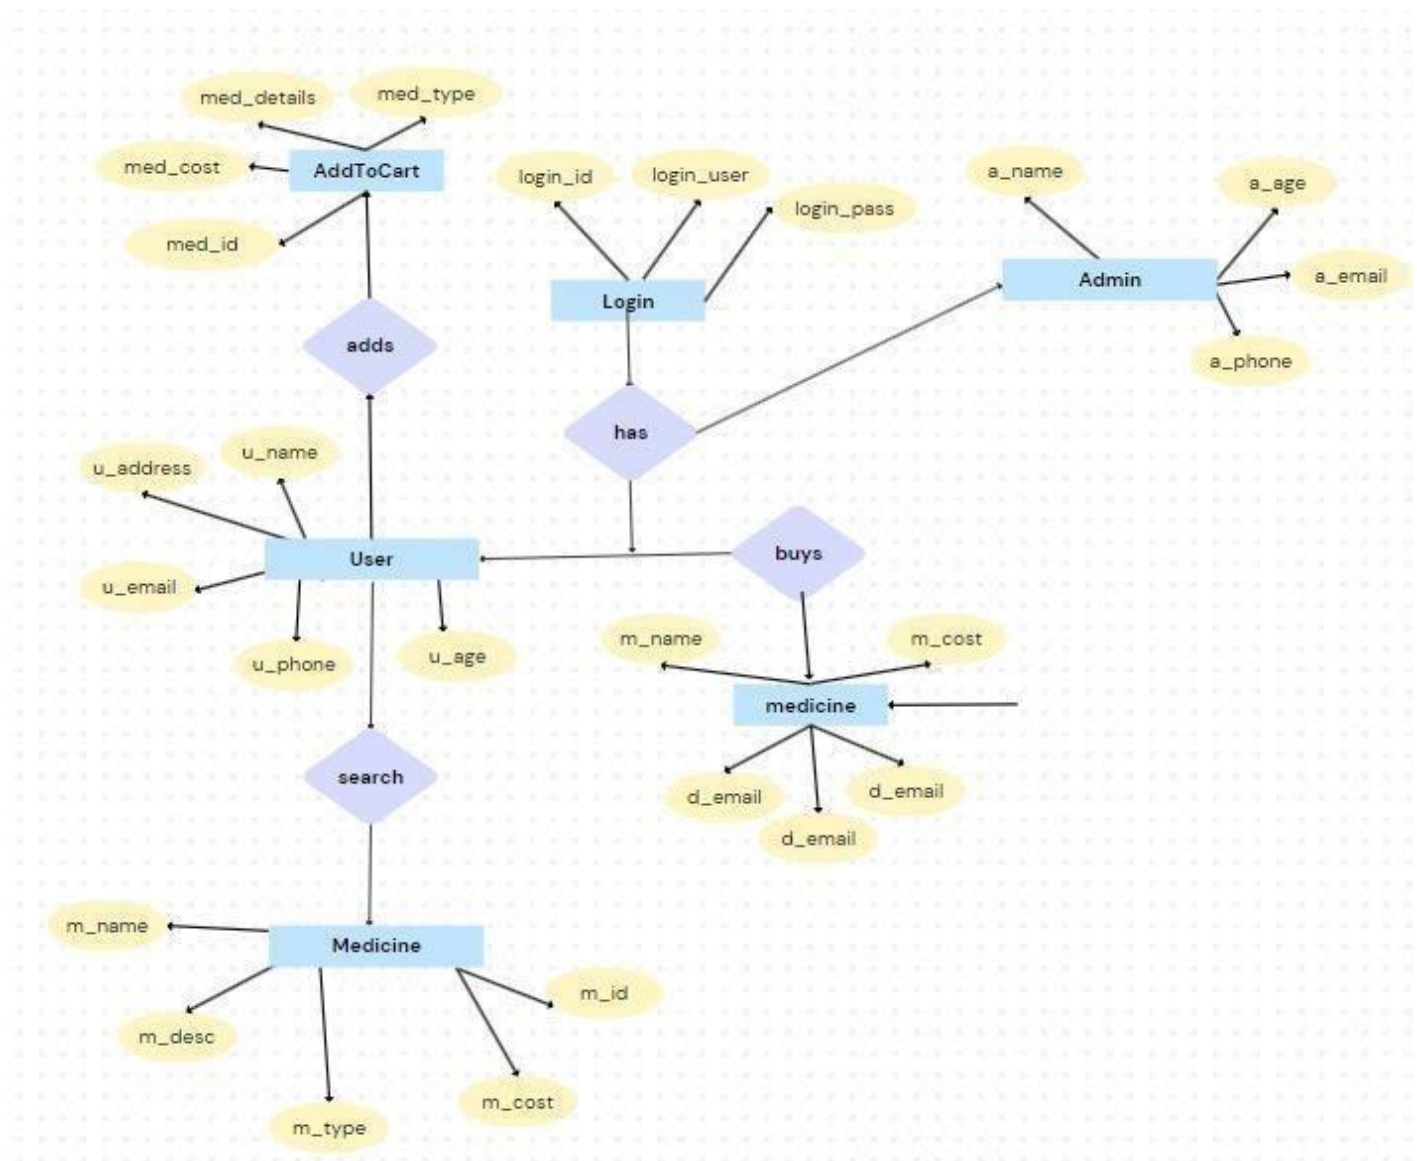 med_details
med_type
med_cost
AddToCart
med_id
login_id
login_user
login_pass
Login
a_name
a_age
Admin
a_email
a_phone
adds
has
u_address
u_name
User
buys
u_email
u_phone
u_age
m_name
m_cost
medicine
search
d_email
d_email
d_email
m_name
Medicine
m_id
m_desc
m_cost
m_type